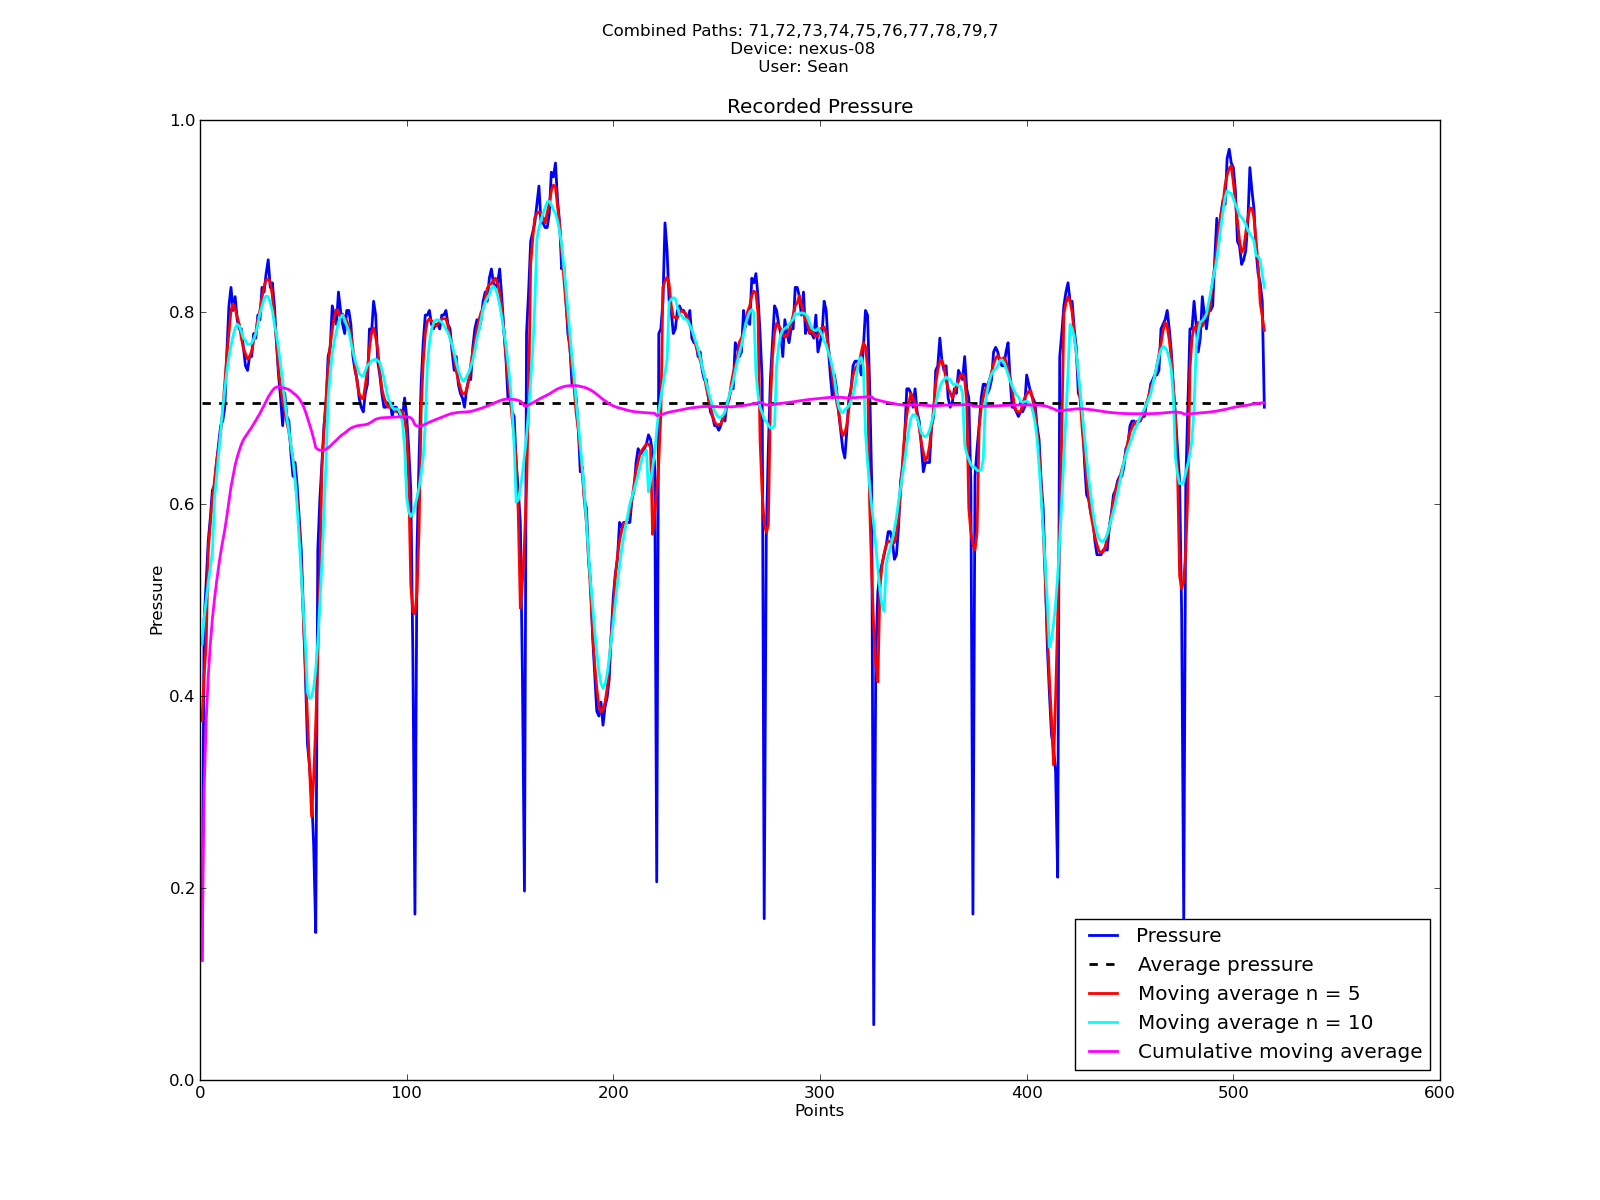 Combined Paths: 71,72,73,74,75,76,77,78,79,7
Device: nexus-08
User: Sean
Recorded Pressure
1.0
0.8
0.6
0.4
0.2
0.0
Pressure
0 100 200 300 400 500 600
Points
Pressure
Average pressure
Moving average n = 5
Moving average n = 10
Cumulative moving average